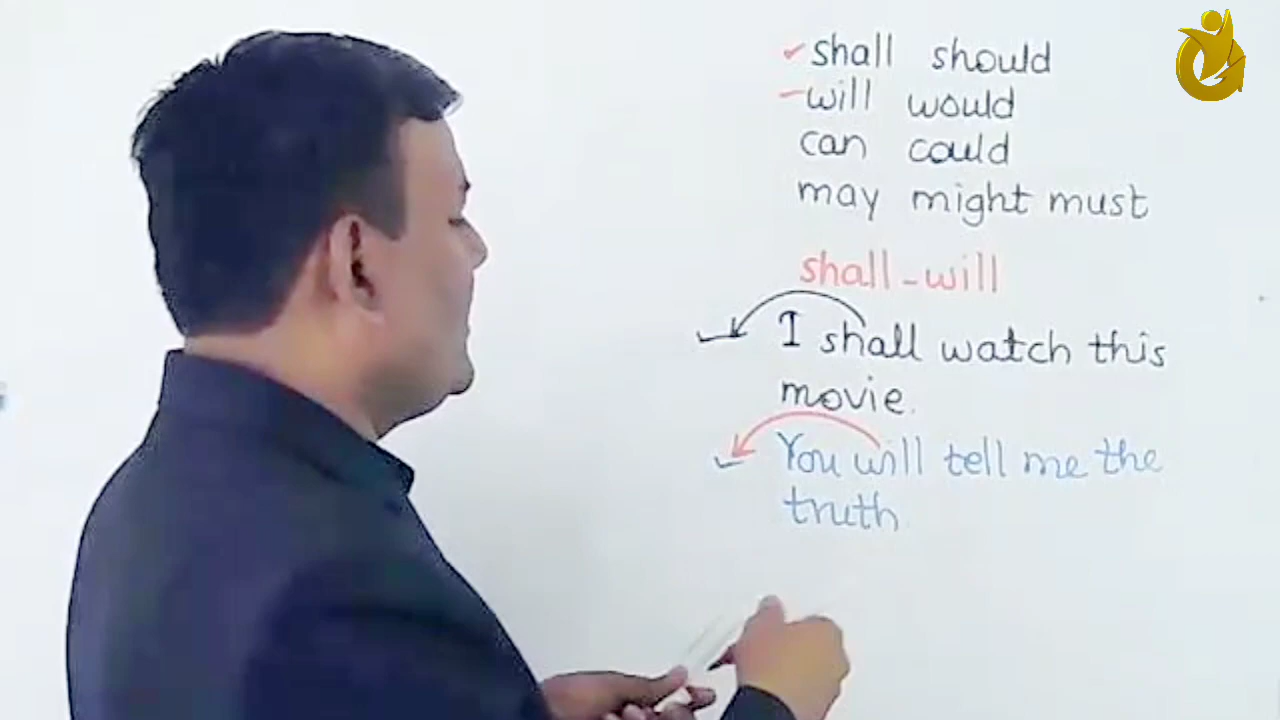 shall should
will would
can could
may might must
shall - will
I shall watch this
movie.
You will tell me the
truth